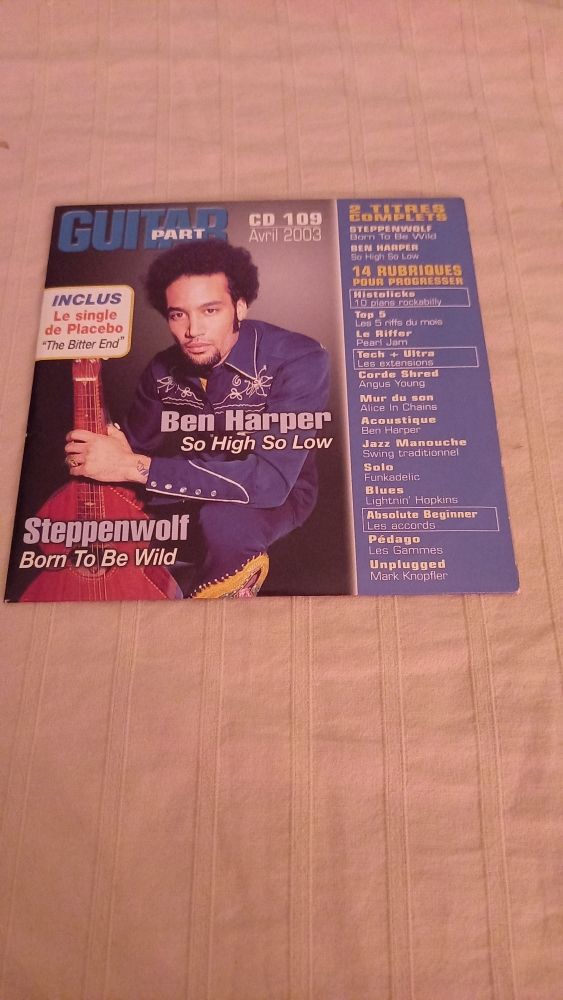 GUITAR
PART
CD 109
Avril 2003
INCLUS
Le single
de Placebo
"The Bitter End"
Ben Harper
So High So Low
Steppenwolf
Born To Be Wild
2 TITRES
COMPLETS
STEPPENWOLF
Born To Be Wild
BEN HARPER
So High So Low
14 RUBRIQUES
POUR PROGRESSER
Histolicks
10 plans rockabilly
Top 5
Les 5 riffs du mois
Le Riffer
Pearl Jam
Tech + Ultra
Les extensions
Corde Shred
Angus Young
Mur du son
Alice In Chains
Acoustique
Ben Harper
Jazz Manouche
Swing traditionnel
Solo
Funkadelic
Blues
Lightnin' Hopkins
Absolute Beginner
Les accords
Pédago
Les Gammes
Unplugged
Mark Knopfler